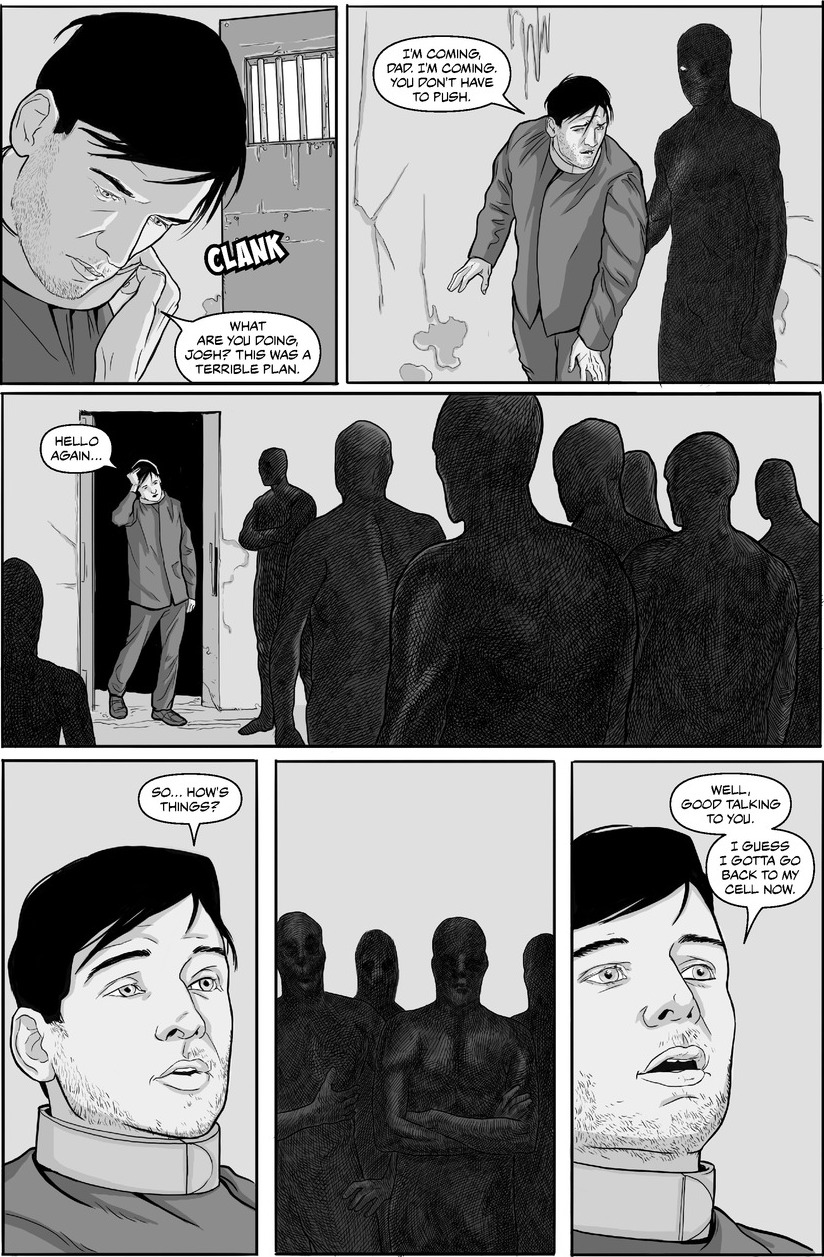 CLANK
WHAT
ARE YOU DOING,
JOSH? THIS WAS A
TERRIBLE PLAN.
I'M COMING,
DAD. I'M COMING.
YOU DON'T HAVE
TO PUSH.
HELLO
AGAIN...
SO... HOW'S
THINGS?
WELL,
GOOD TALKING
TO YOU.
I GUESS
I GOTTA GO
BACK TO MY
CELL NOW.